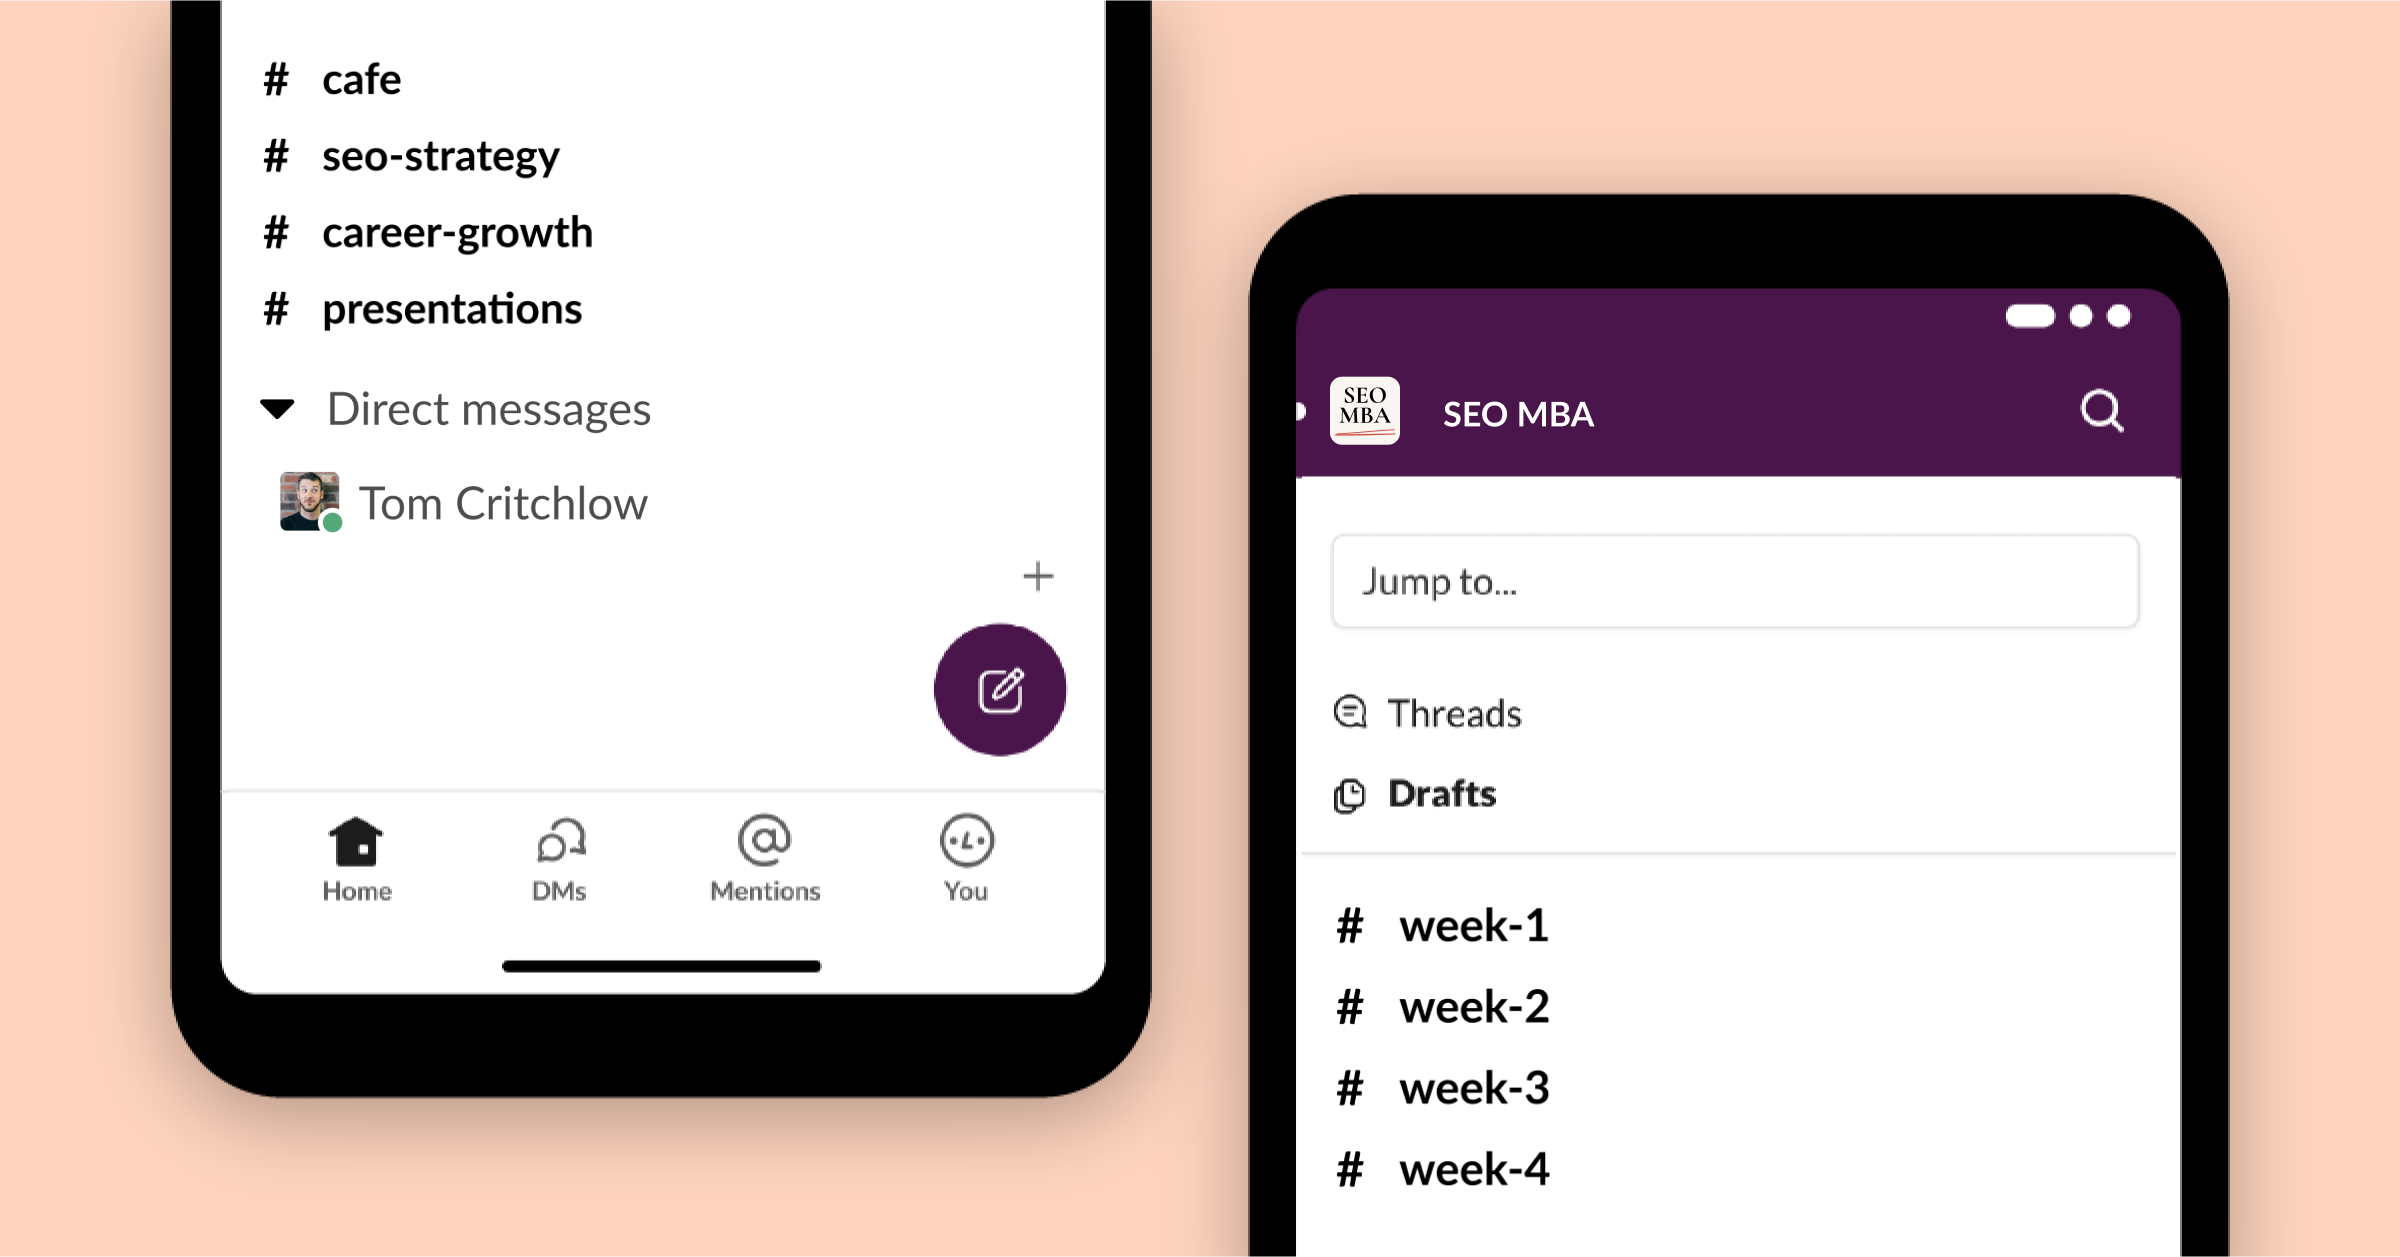 # cafe
# seo-strategy
# career-growth
# presentations
Direct messages
Tom Critchlow
Home DMs Mentions You
SEO
MBA
SEO MBA
Jump to...
Threads
Drafts
# week-1
# week-2
# week-3
# week-4